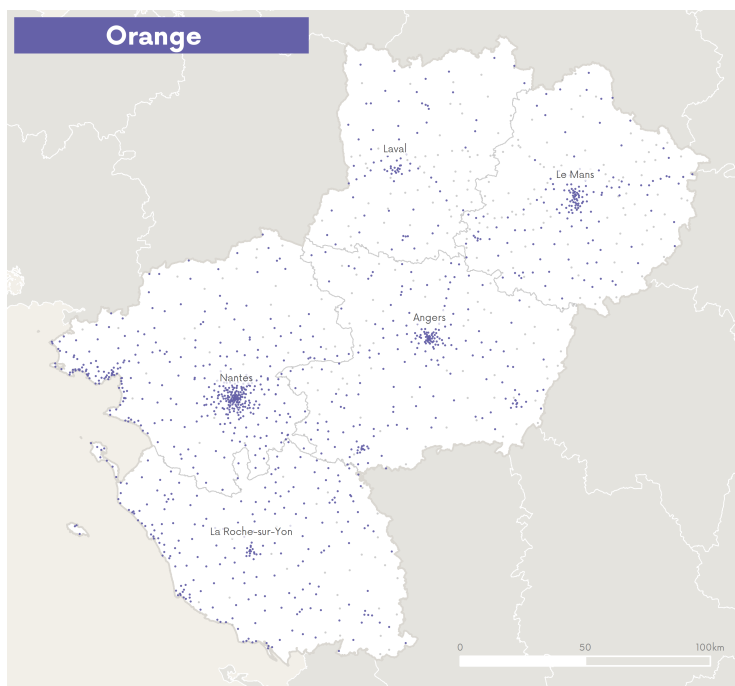 Orange
Laval
Le Mans
Angers
Nantes
La Roche-sur-Yon
0 50 100km